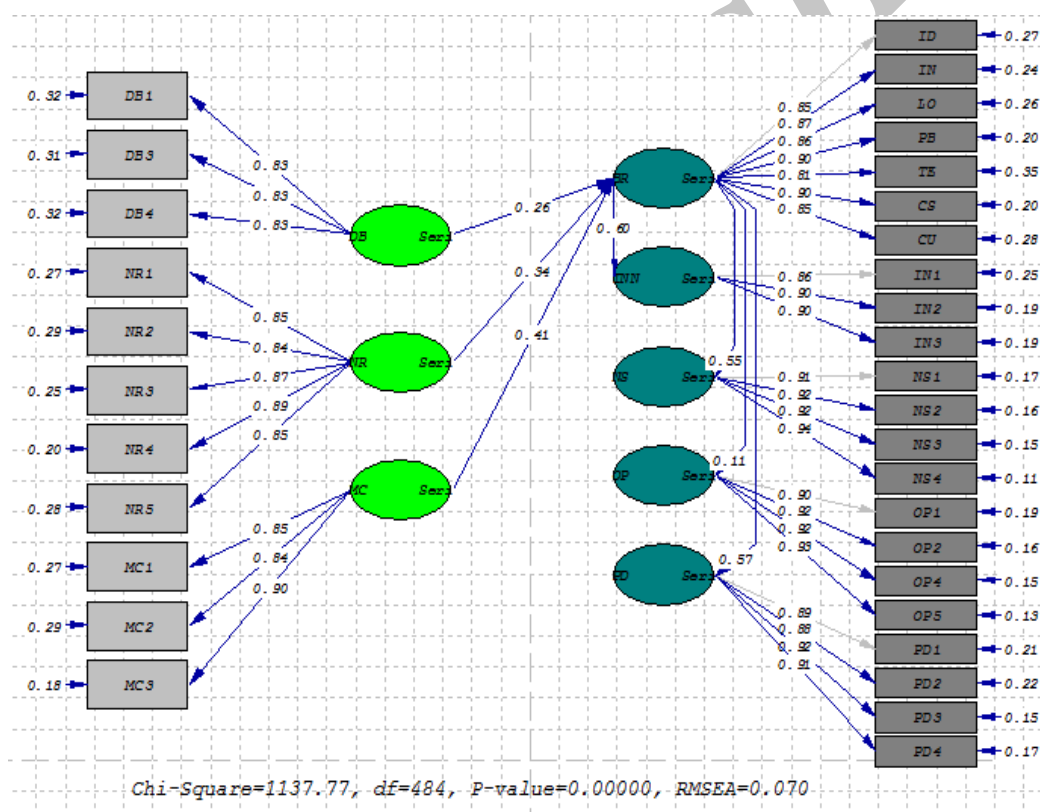 0.32 DB1
0.31 DB3
0.32 DB4
0.27 NR1
0.29 NR2
0.25 NR3
0.20 NR4
0.28 NR5
0.27 MC1
0.29 MC2
0.18 MC3
0.83
0.83
0.83
0.85
0.84
0.87
0.89
0.85
0.85
0.84
0.90
DB Seri
NR Seri
MC Seri
0.26
0.34
0.41
BR Seri
0.60
INN Seri
0.55
NS Seri
0.11
OP Seri
0.57
PD Seri
0.85
0.87
0.86
0.90
0.81
0.90
0.85
0.86
0.90
0.90
0.91
0.92
0.92
0.94
0.90
0.92
0.92
0.93
0.89
0.88
0.92
0.91
ID 0.27
IN 0.24
LO 0.26
PB 0.20
TE 0.35
CS 0.20
CU 0.28
IN1 0.25
IN2 0.19
IN3 0.19
NS1 0.17
NS2 0.16
NS3 0.15
NS4 0.11
OP1 0.19
OP2 0.16
OP4 0.15
OP5 0.13
PD1 0.21
PD2 0.22
PD3 0.15
PD4 0.17
Chi-Square=1137.77, df=484, P-value=0.00000, RMSEA=0.070